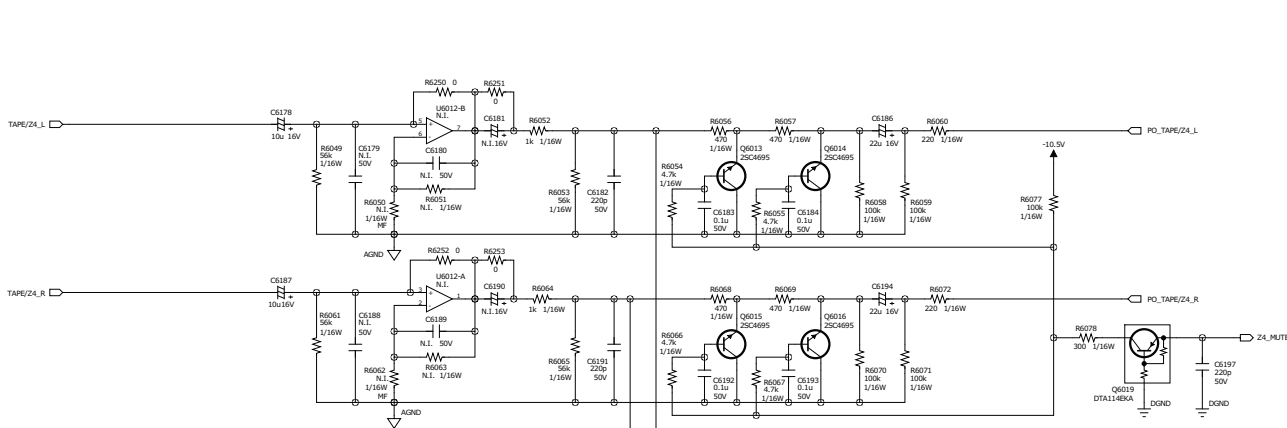 R6250 0
R6251
0
C6178
10u 16V
+
U6012-B
N.I.
C6181
N.I.16V
+
R6052
1k 1/16W
TAPE/Z4_L
5
6
7
+
-
R6049
56k
1/16W
C6179
N.I.
50V
C6180
N.I. 50V
R6051
N.I. 1/16W
R6050
N.I.
1/16W
MF
AGND
R6053
56k
1/16W
C6182
220p
50V
R6054
4.7k
1/16W
R6056
470
1/16W
Q6013
2SC4695
C6183
0.1u
50V
R6055
4.7k
1/16W
R6057
470 1/16W
Q6014
2SC4695
C6184
0.1u
50V
C6186
22u 16V
+
R6058
100k
1/16W
R6059
100k
1/16W
R6060
220 1/16W
PO_TAPE/Z4_L
-10.5V
R6077
100k
1/16W
R6252 0
R6253
0
C6187
10u16V
+
U6012-A
N.I.
C6190
N.I.16V
+
R6064
1k 1/16W
TAPE/Z4_R
3
2
1
+
-
R6061
56k
1/16W
C6188
N.I.
50V
C6189
N.I. 50V
R6063
N.I. 1/16W
R6062
N.I.
1/16W
MF
AGND
R6065
56k
1/16W
C6191
220p
50V
R6066
4.7k
1/16W
R6068
470
1/16W
Q6015
2SC4695
C6192
0.1u
50V
R6067
4.7k
1/16W
R6069
470 1/16W
Q6016
2SC4695
C6193
0.1u
50V
C6194
22u 16V
+
R6070
100k
1/16W
R6071
100k
1/16W
R6072
220 1/16W
PO_TAPE/Z4_R
R6078
300 1/16W
Q6019
DTA114EKA
DGND
C6197
220p
50V
DGND
Z4_MUTE